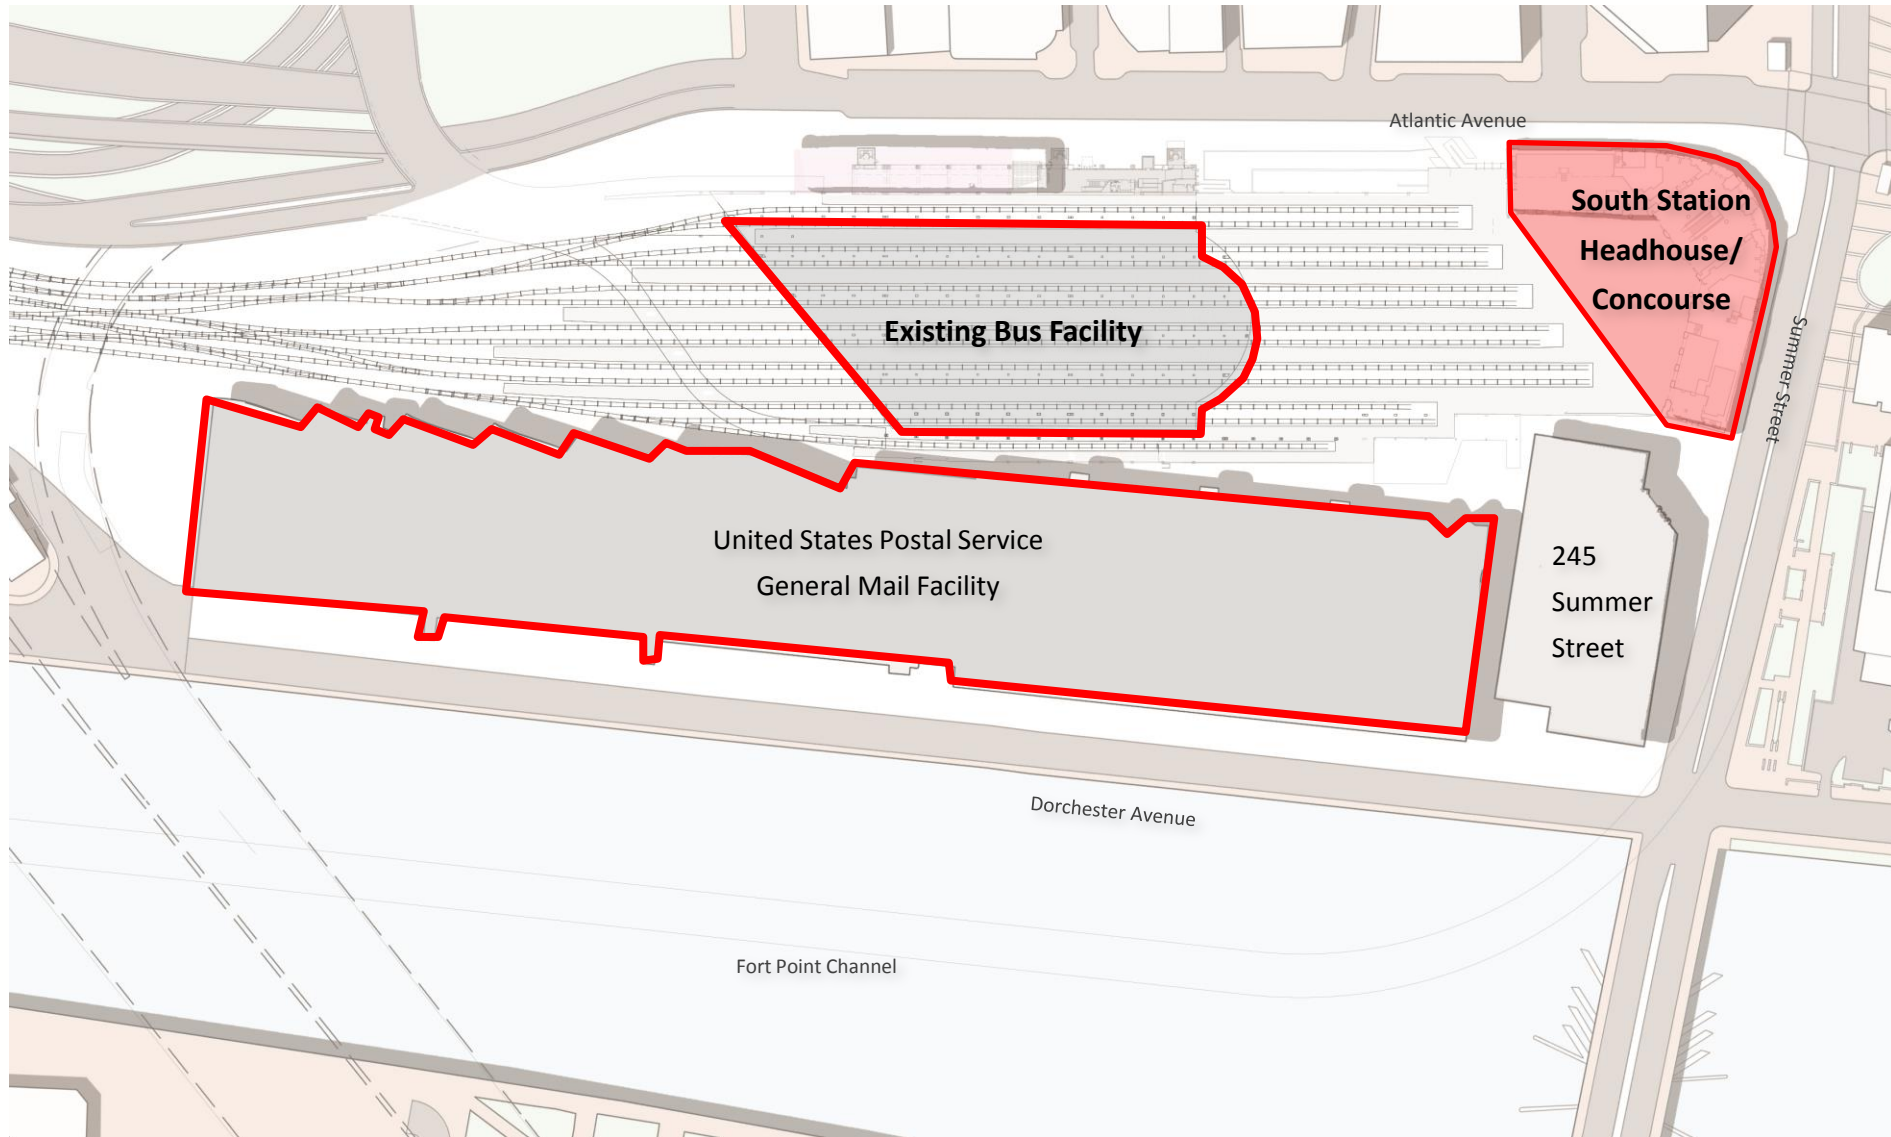 Atlantic Avenue
South Station
Headhouse/
Concourse
Existing Bus Facility
Summer Street
United States Postal Service
General Mail Facility
245
Summer
Street
Dorchester Avenue
Fort Point Channel